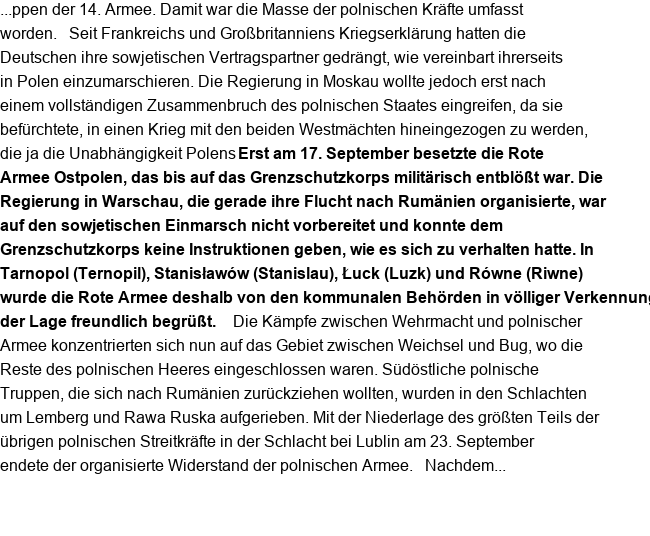 ...ppen der 14. Armee. Damit war die Masse der polnischen Kräfte umfasst
worden. Seit Frankreichs und Großbritanniens Kriegserklärung hatten die
Deutschen ihre sowjetischen Vertragspartner gedrängt, wie vereinbart ihrerseits
in Polen einzumarschieren. Die Regierung in Moskau wollte jedoch erst nach
einem vollständigen Zusammenbruch des polnischen Staates eingreifen, da sie
befürchtete, in einen Krieg mit den beiden Westmächten hineingezogen zu werden,
die ja die Unabhängigkeit Polens Erst am 17. September besetzte die Rote
Armee Ostpolen, das bis auf das Grenzschutzkorps militärisch entblößt war. Die
Regierung in Warschau, die gerade ihre Flucht nach Rumänien organisierte, war
auf den sowjetischen Einmarsch nicht vorbereitet und konnte dem
Grenzschutzkorps keine Instruktionen geben, wie es sich zu verhalten hatte. In
Tarnopol (Ternopil), Stanisławów (Stanislau), Łuck (Luzk) und Równe (Riwne)
wurde die Rote Armee deshalb von den kommunalen Behörden in völliger Verkennung
der Lage freundlich begrüßt. Die Kämpfe zwischen Wehrmacht und polnischer
Armee konzentrierten sich nun auf das Gebiet zwischen Weichsel und Bug, wo die
Reste des polnischen Heeres eingeschlossen waren. Südöstliche polnische
Truppen, die sich nach Rumänien zurückziehen wollten, wurden in den Schlachten
um Lemberg und Rawa Ruska aufgerieben. Mit der Niederlage des größten Teils der
übrigen polnischen Streitkräfte in der Schlacht bei Lublin am 23. September
endete der organisierte Widerstand der polnischen Armee. Nachdem...